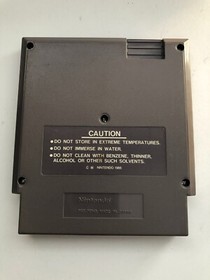 CAUTION
●DO NOT STORE IN EXTREME TEMPERATURES.
●DO NOT IMMERSE IN WATER.
●DO NOT CLEAN WITH BENZENE, THINNER,
ALCOHOL OR OTHER SUCH SOLVENTS.
Nintendo